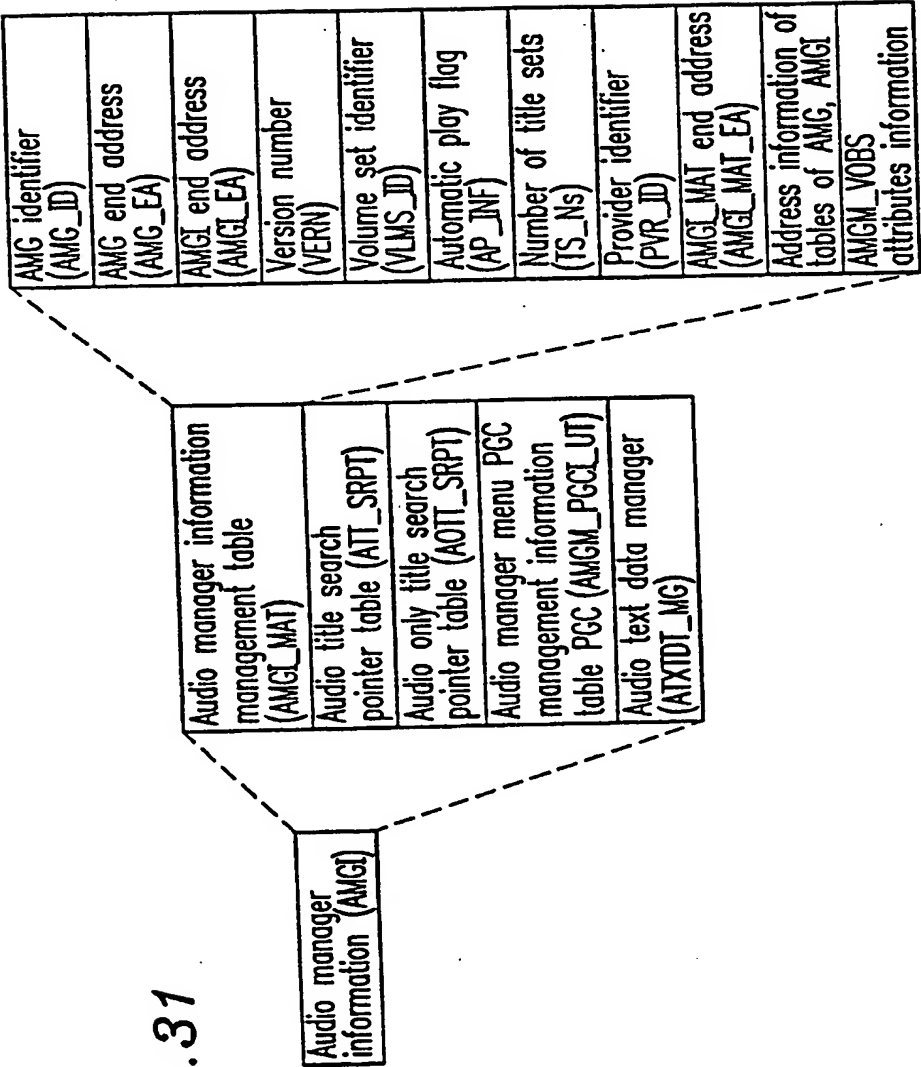 .31
Audio manager
information (AMGI)
Audio manager information
management table
(AMGI_MAT)
Audio title search
pointer table (ATT_SRPT)
Audio only title search
pointer table (AOTT_SRPT)
Audio manager menu PGC
management information
table PGC (AMGM_PGCI_UT)
Audio text data manager
(ATXTDT_MG)
AMG identifier
(AMG_ID)
AMG end address
(AMG_EA)
AMGI end address
(AMGI_EA)
Version number
(VERN)
Volume set identifier
(VLMS_ID)
Automatic play flag
(AP_INF)
Number of title sets
(TS_Ns)
Provider identifier
(PVR_ID)
AMGI_MAT end address
(AMGI_MAT_EA)
Address information of
tables of AMG, AMGI
AMGM_VOBS
attributes information